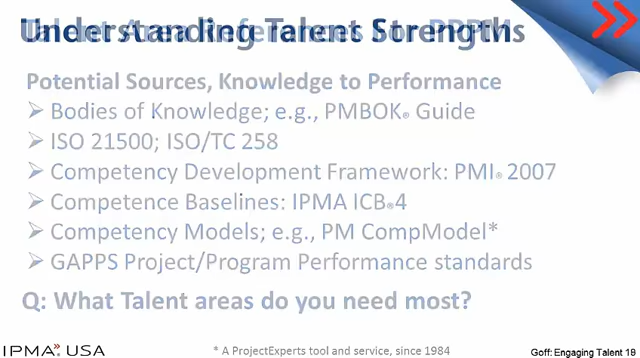 Understanding Talent Strengths
Potential Sources, Knowledge to Performance
➢ Bodies of Knowledge; e.g., PMBOK® Guide
➢ ISO 21500; ISO/TC 258
➢ Competency Development Framework: PMI® 2007
➢ Competence Baselines: IPMA ICB®4
➢ Competency Models; e.g., PM CompModel*
➢ GAPPS Project/Program Performance standards
Q: What Talent areas do you need most?
IPMA USA
* A ProjectExperts tool and service, since 1984
Goff: Engaging Talent 19